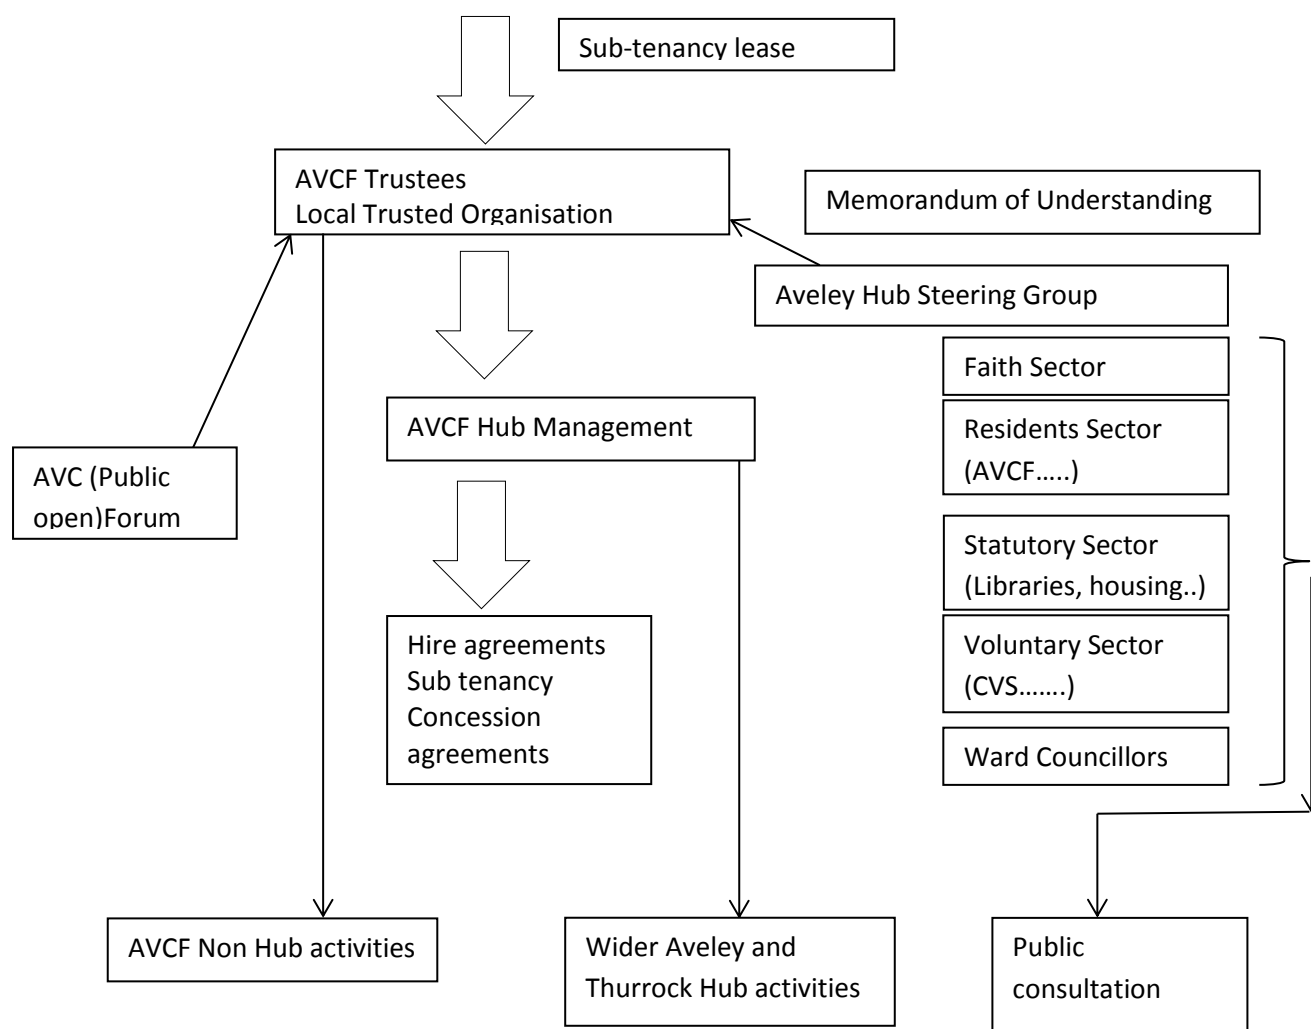 Sub-tenancy lease
AVCF Trustees
Local Trusted Organisation
Memorandum of Understanding
Aveley Hub Steering Group
Faith Sector
AVCF Hub Management
Residents Sector
(AVCF…..)
AVC (Public
open)Forum
Statutory Sector
(Libraries, housing..)
Hire agreements
Sub tenancy
Concession
agreements
Voluntary Sector
(CVS…….)
Ward Councillors
AVCF Non Hub activities
Wider Aveley and
Thurrock Hub activities
Public
consultation